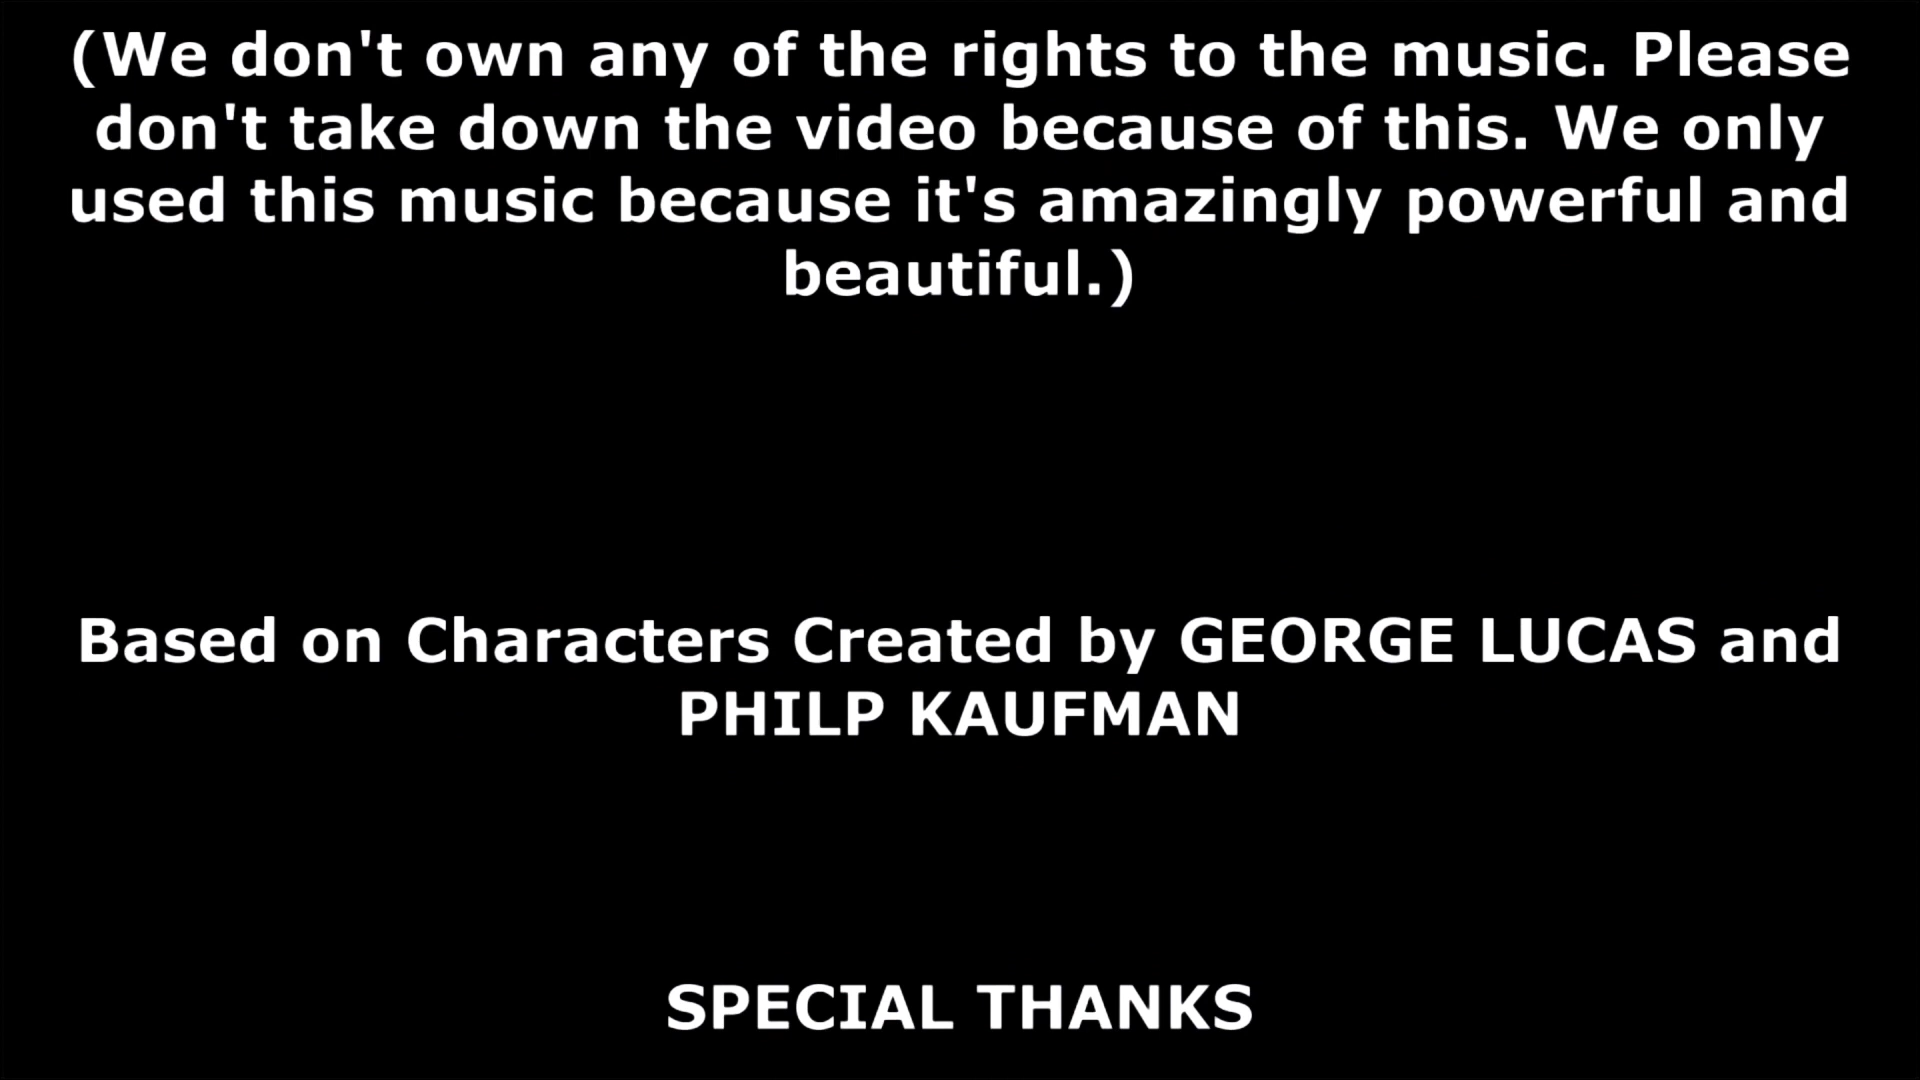 (We don't own any of the rights to the music. Please
don't take down the video because of this. We only
used this music because it's amazingly powerful and
beautiful.)
Based on Characters Created by GEORGE LUCAS and
PHILP KAUFMAN
SPECIAL THANKS